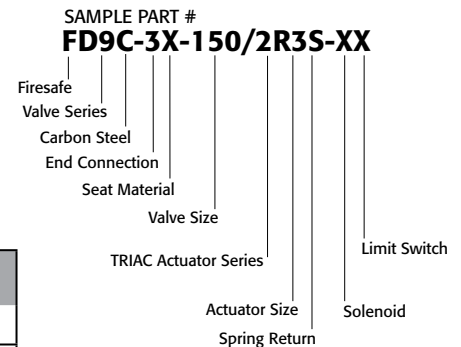 SAMPLE PART #
FD9C-3X-150/2R3S-XX
Firesafe
Valve Series
Carbon Steel
End Connection
Seat Material
Valve Size
TRIAC Actuator Series
Limit Switch
Actuator Size
Solenoid
Spring Return